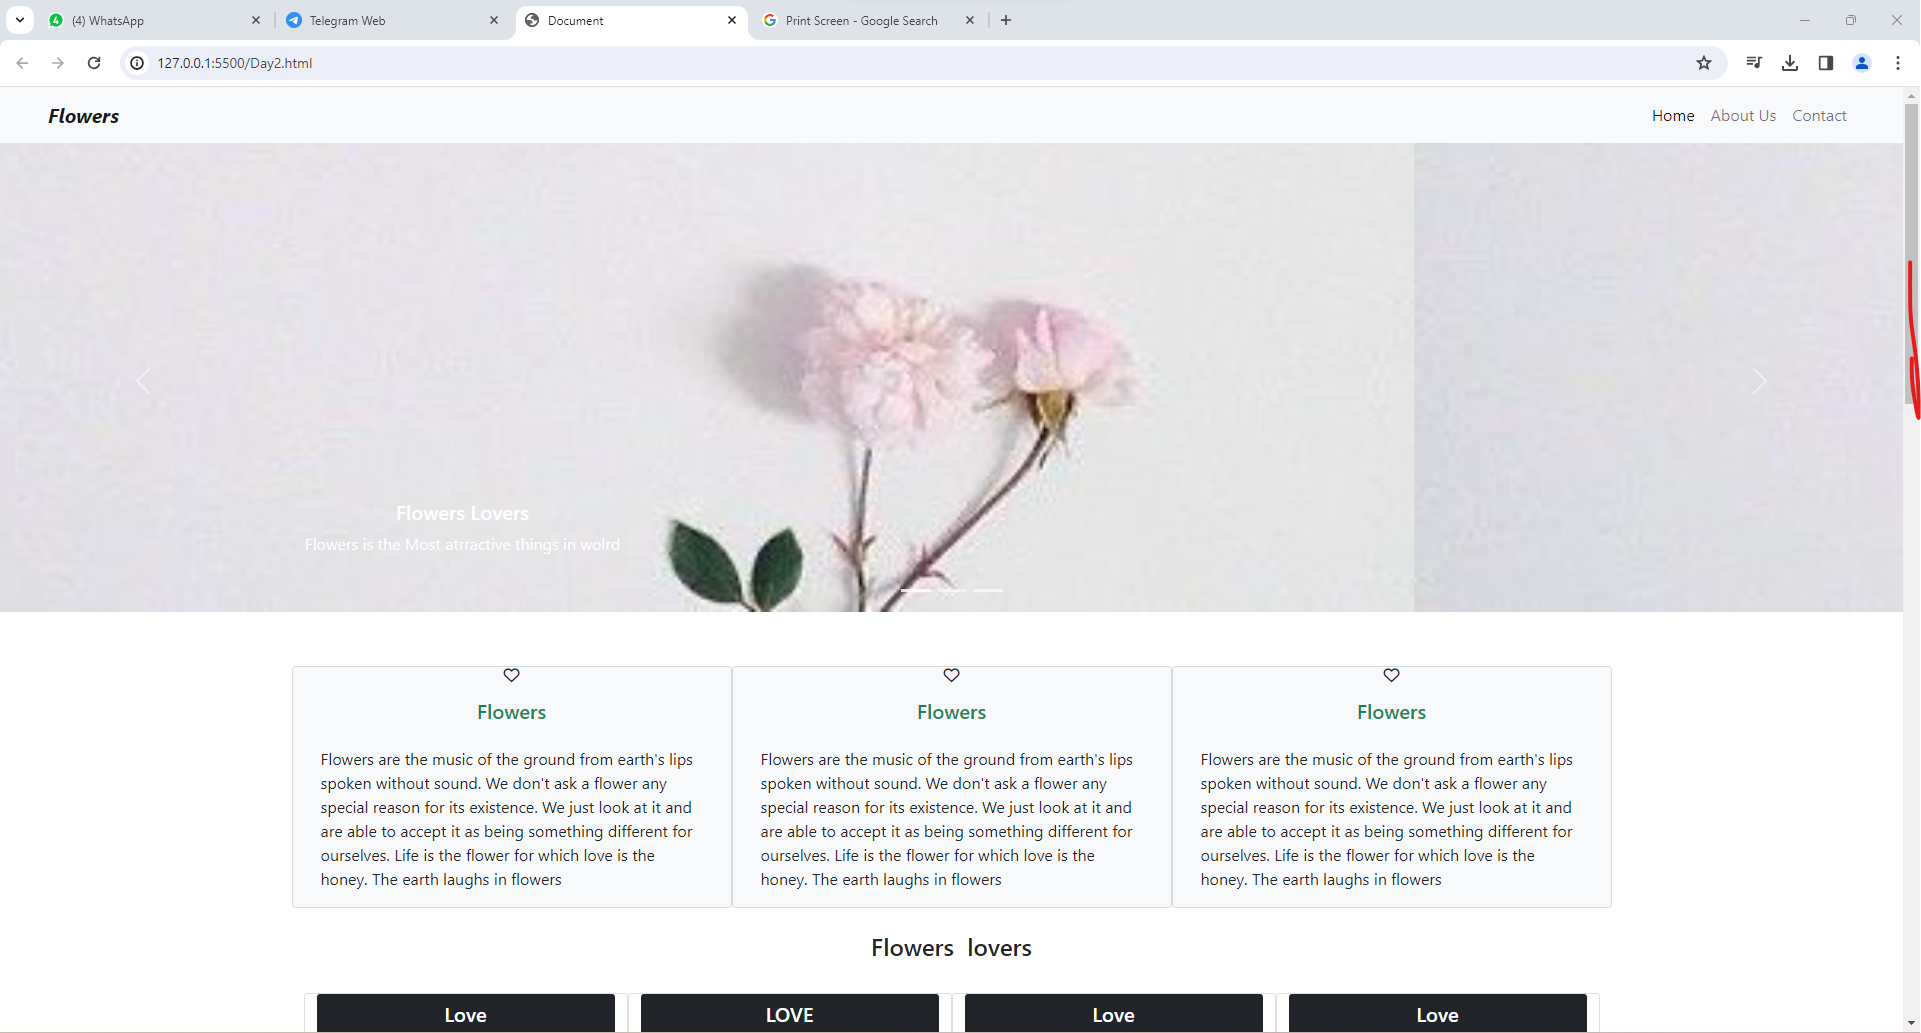 (4) WhatsApp
Telegram Web
Document
Print Screen - Google Search
127.0.0.1:5500/Day2.html
Flowers
Home About Us Contact
Flowers Lovers
Flowers is the Most atrractive things in wolrd
Flowers
Flowers are the music of the ground from earth's lips
spoken without sound. We don't ask a flower any
special reason for its existence. We just look at it and
are able to accept it as being something different for
ourselves. Life is the flower for which love is the
honey. The earth laughs in flowers
Flowers
Flowers are the music of the ground from earth's lips
spoken without sound. We don't ask a flower any
special reason for its existence. We just look at it and
are able to accept it as being something different for
ourselves. Life is the flower for which love is the
honey. The earth laughs in flowers
Flowers
Flowers are the music of the ground from earth's lips
spoken without sound. We don't ask a flower any
special reason for its existence. We just look at it and
are able to accept it as being something different for
ourselves. Life is the flower for which love is the
honey. The earth laughs in flowers
Flowers lovers
Love
LOVE
Love
Love